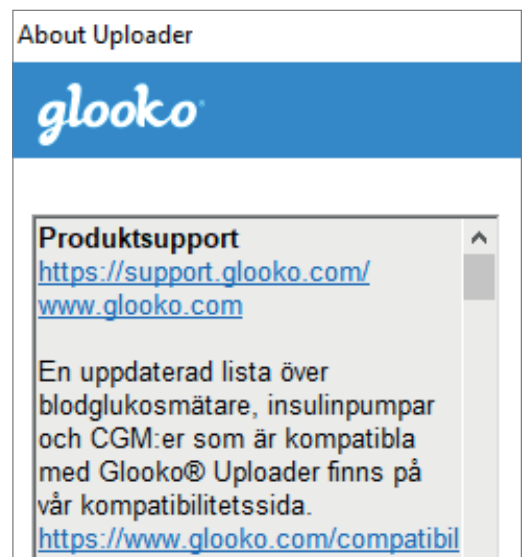 About Uploader
glooko
Produktsupport
https://support.glooko.com/
www.glooko.com
En uppdaterad lista över
blodglukosmätare, insulinpumpar
och CGM:er som är kompatibla
med Glooko® Uploader finns på
vår kompatibilitetssida.
https://www.glooko.com/compatibil